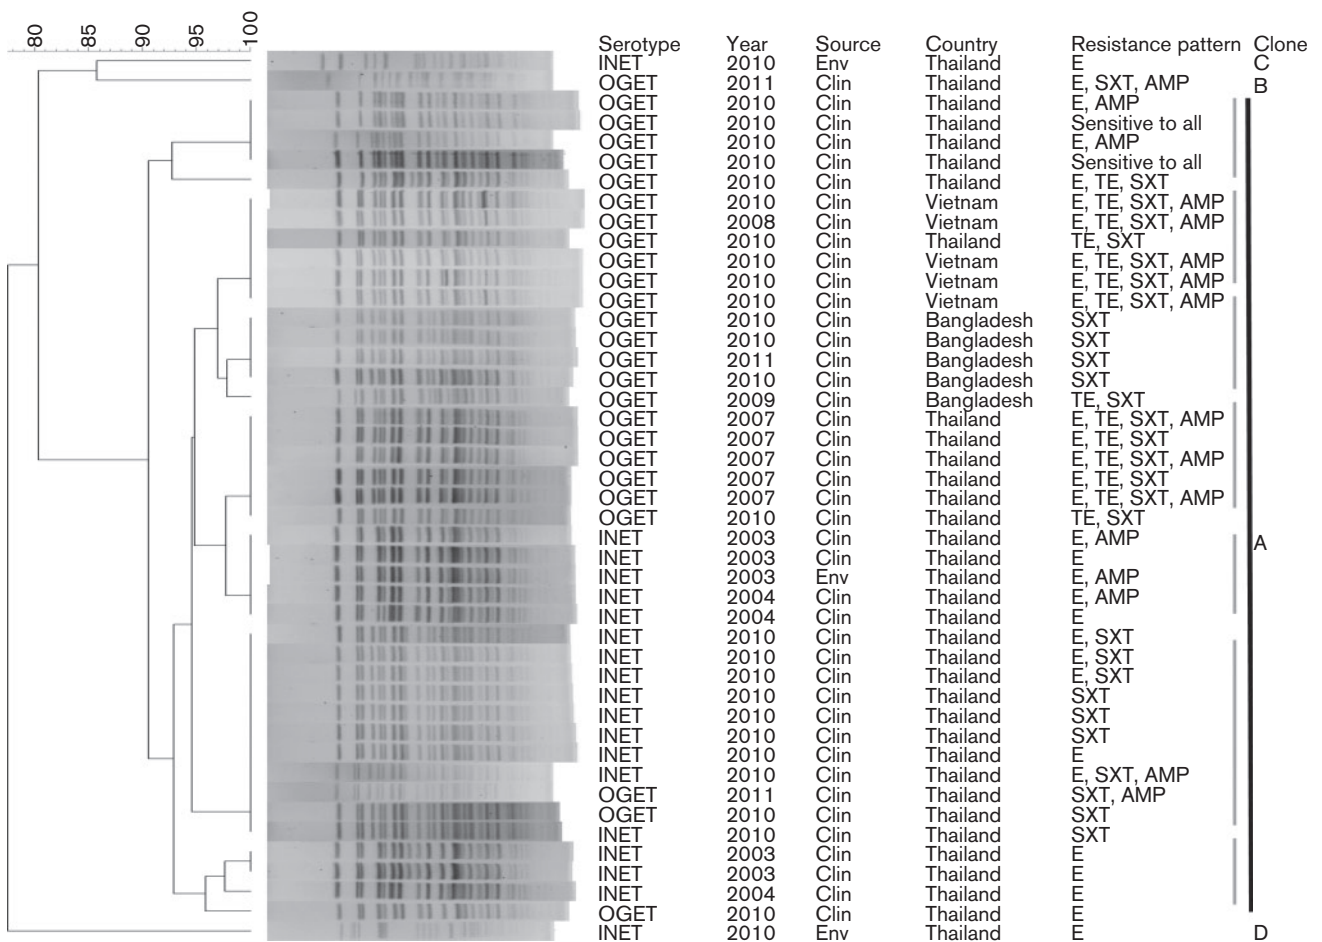 80 85 90 95 100
Serotype Year Source Country Resistance pattern Clone
INET 2010 Env Thailand E C
OGET 2011 Clin Thailand E, SXT, AMP B
OGET 2010 Clin Thailand E, AMP
OGET 2010 Clin Thailand Sensitive to all
OGET 2010 Clin Thailand E, AMP
OGET 2010 Clin Thailand Sensitive to all
OGET 2010 Clin Thailand E, TE, SXT
OGET 2010 Clin Vietnam E, TE, SXT, AMP
OGET 2008 Clin Vietnam E, TE, SXT, AMP
OGET 2010 Clin Thailand TE, SXT
OGET 2010 Clin Vietnam E, TE, SXT, AMP
OGET 2010 Clin Vietnam E, TE, SXT, AMP
OGET 2010 Clin Vietnam E, TE, SXT, AMP
OGET 2010 Clin Bangladesh SXT
OGET 2010 Clin Bangladesh SXT
OGET 2011 Clin Bangladesh SXT
OGET 2010 Clin Bangladesh SXT
OGET 2009 Clin Bangladesh TE, SXT
OGET 2007 Clin Thailand E, TE, SXT, AMP
OGET 2007 Clin Thailand E, TE, SXT
OGET 2007 Clin Thailand E, TE, SXT, AMP
OGET 2007 Clin Thailand E, TE, SXT
OGET 2007 Clin Thailand E, TE, SXT, AMP
OGET 2010 Clin Thailand TE, SXT
INET 2003 Clin Thailand E, AMP A
INET 2003 Clin Thailand E
INET 2003 Env Thailand E, AMP
INET 2004 Clin Thailand E, AMP
INET 2004 Clin Thailand E
INET 2010 Clin Thailand E, SXT
INET 2010 Clin Thailand E, SXT
INET 2010 Clin Thailand E, SXT
INET 2010 Clin Thailand SXT
INET 2010 Clin Thailand SXT
INET 2010 Clin Thailand SXT
INET 2010 Clin Thailand E
INET 2010 Clin Thailand E, SXT, AMP
OGET 2011 Clin Thailand SXT, AMP
OGET 2010 Clin Thailand SXT
INET 2010 Clin Thailand SXT
INET 2003 Clin Thailand E
INET 2003 Clin Thailand E
INET 2004 Clin Thailand E
OGET 2010 Clin Thailand E
INET 2010 Env Thailand E D